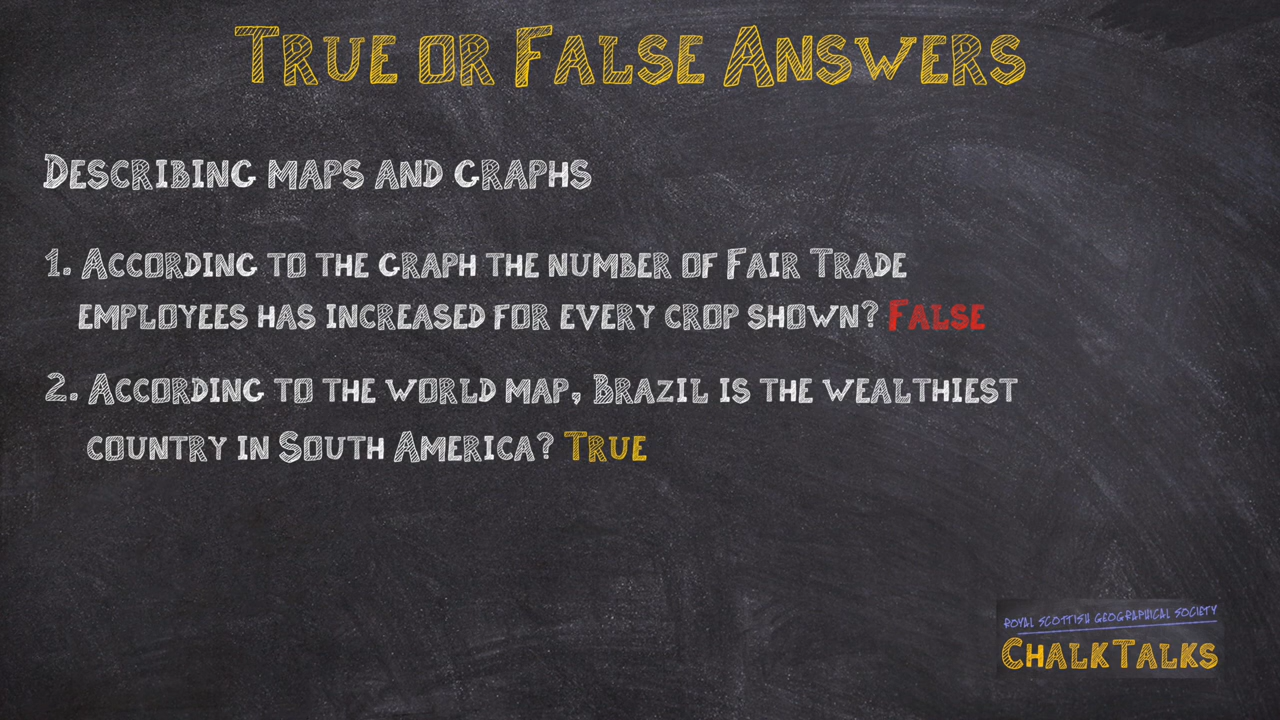 True or False Answers
Describing maps and graphs
1. According to the graph the number of Fair Trade
employees has increased for every crop shown? False
2. According to the world map, Brazil is the wealthiest
country in South America? True
Royal Scottish Geographical Society
ChalkTalks